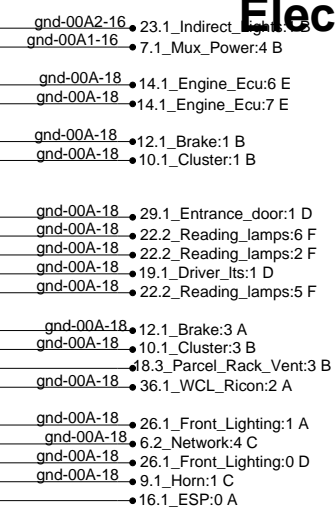 Elec
gnd-00A2-16 23.1_Indirect_Lights:1 B
gnd-00A1-16 7.1_Mux_Power:4 B
gnd-00A-18 14.1_Engine_Ecu:6 E
gnd-00A-18 14.1_Engine_Ecu:7 E
gnd-00A-18 12.1_Brake:1 B
gnd-00A-18 10.1_Cluster:1 B
gnd-00A-18 29.1_Entrance_door:1 D
gnd-00A-18 22.2_Reading_lamps:6 F
gnd-00A-18 22.2_Reading_lamps:2 F
gnd-00A-18 19.1_Driver_lts:1 D
gnd-00A-18 22.2_Reading_lamps:5 F
gnd-00A-18 12.1_Brake:3 A
gnd-00A-18 10.1_Cluster:3 B
18.3_Parcel_Rack_Vent:3 B
gnd-00A-18 36.1_WCL_Ricon:2 A
gnd-00A-18 26.1_Front_Lighting:1 A
gnd-00A-18 6.2_Network:4 C
gnd-00A-18 26.1_Front_Lighting:0 D
gnd-00A-18 9.1_Horn:1 C
16.1_ESP:0 A